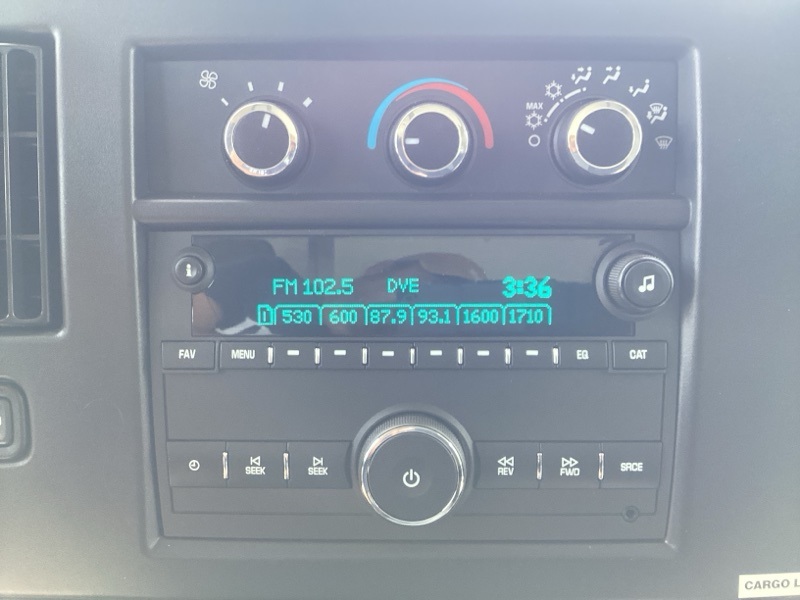 MAX
FM 102.5 DVE 3:36
1 530 600 87.9 93.1 1600 1710
FAV MENU EQ CAT
SEEK SEEK REV FWD SRCE
CARGO L